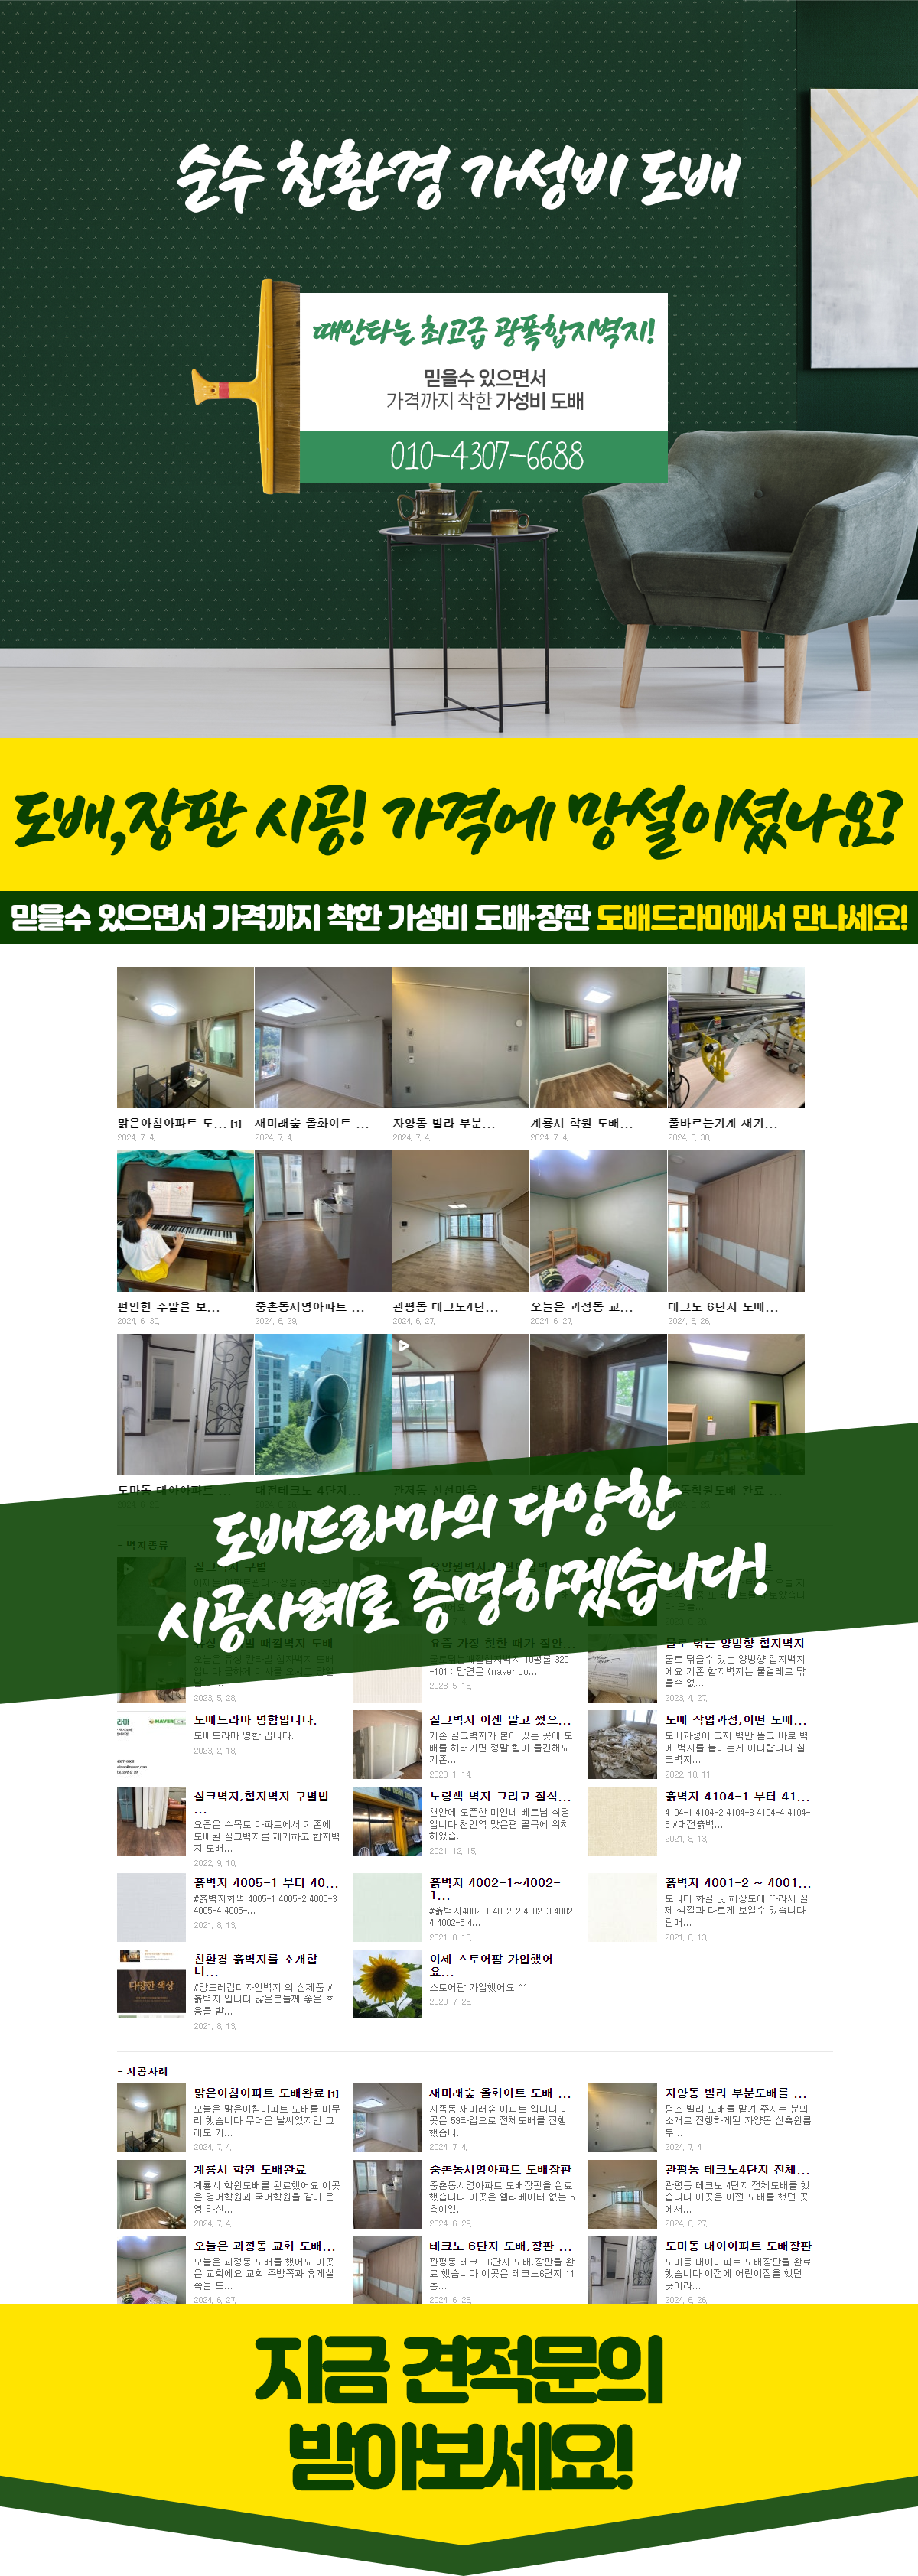 순수 친환경 가성비 도배
때안타는 최고급 광폭합지벽지!
믿을수 있으면서
가격까지 착한 가성비 도배
010-4307-6688
도배,장판 시공! 가격에 망설이셨나요?
믿을수 있으면서 가격까지 착한 가성비 도배·장판 도배드라마에서 만나세요!
맑은아침아파트 도... [1]
2024. 7. 4.
새미래숲 올화이트 ...
2024. 7. 4.
자양동 빌라 부분...
2024. 7. 4.
계룡시 학원 도배...
2024. 7. 4.
풀바르는기계 새기...
2024. 6. 30.
편안한 주말을 보...
2024. 6. 30.
중촌동시영아파트 ...
2024. 6. 29.
관평동 테크노4단...
2024. 6. 27.
오늘은 괴정동 교...
2024. 6. 27.
테크노 6단지 도배...
2024. 6. 26.
도마동 대아아파트 ...
대전테크노 4단지...
도배드라마의 다양한
시공사례로 증명하겠습니다!
- 벽지종류
실크벽지 구별
요즘 가장 핫한 때가 잘안...
-101 : 맘연은 (naver.co...
2023. 5. 28.
2023. 5. 16.
물로 닦는 양방향 합지벽지
물로 닦을수 있는 양방향 합지벽지
에요 기존 합지벽지는 물걸레로 닦
을수 없...
2023. 4. 27.
도배드라마 명함입니다.
도배드라마 명함 입니다.
2023. 2. 18.
실크벽지 이젠 알고 썼으...
기존 실크벽지가 붙어 있는 곳에 도
배를 하려가면 정말 힘이 들긴해요
기존...
2023. 1. 14.
도배 작업과정,어떤 도배...
도배과정이 그저 벽만 뜯고 바로 벽
에 벽지를 붙이는게 아나랍니다 실
크벽지...
2022. 10. 11.
실크벽지,합지벽지 구별법
...
요즘은 수목토 아파트에서 기존에
도배된 실크벽지를 제거하고 합지벽
지 도배...
2022. 9. 10.
노랑색 벽지 그리고 질석...
천안에 오픈한 미인네 베트남 식당
입니다 천안역 맞은편 골목에 위치
하였습...
2021. 12. 15.
흙벽지 4104-1 부터 41...
4104-1 4104-2 4104-3 4104-4 4104-
5 #대전흙벽...
2021. 8. 13.
흙벽지 4005-1 부터 40...
#흙벽지회색 4005-1 4005-2 4005-3
4005-4 4005-...
2021. 8. 13.
흙벽지 4002-1~4002-
1...
#흙벽지4002-1 4002-2 4002-3 4002-
4 4002-5 4...
2021. 8. 13.
흙벽지 4001-2 ~ 4001...
모니터 화질 및 해상도에 따라서 실
제 색깔과 다르게 보일수 있습니다
판매...
2021. 8. 13.
다양한 색상
친환경 흙벽지를 소개합
니...
#앙드레김디자인벽지 의 신제품 #
흙벽지 입니다 많은분들께 좋은 호
응을 받...
2021. 8. 13.
이제 스토어팜 가입했어
요...
스토어팜 가입했어요 ^^
2020. 7. 23.
- 시공사례
맑은아침아파트 도배완료 [1]
오늘은 맑은아침아파트 도배를 마무
리 했습니다 무더운 날씨였지만 그
래도 거...
2024. 7. 4.
새미래숲 올화이트 도배 ...
지족동 새미래숲 아파트 입니다 이
곳은 59타입으로 전체도배를 진행
했습니...
2024. 7. 4.
자양동 빌라 부분도배를 ...
평소 빌라 도배를 맡겨 주시는 분의
소개로 진행하게된 자양동 신축원룸
부...
2024. 7. 4.
계룡시 학원 도배완료
계룡시 학원도배를 완료했어요 이곳
은 영어학원과 국어학원을 같이 운
영 하신...
2024. 7. 4.
중촌동시영아파트 도배장판
중촌동시영아파트 도배장판을 완료
했습니다 이곳은 엘리베이터 없는 5
층이었...
2024. 6. 29.
관평동 테크노4단지 전체...
관평동 테크노 4단지 전체도배를 했
습니다 이곳은 이전 도배를 했던 곳
에서...
2024. 6. 27.
오늘은 괴정동 교회 도배...
오늘은 괴정동 도배를 했어요 이곳
은 교회에요 교회 주방쪽과 휴게실
쪽을 도...
2024. 6. 27.
테크노 6단지 도배,장판 ...
관평동 테크노6단지 도배,장판을 완
료 했습니다 이곳은 테크노6단지 11
층...
2024. 6. 26.
도마동 대아아파트 도배장판
도마동 대아아파트 도배장판을 완료
했습니다 이전에 어린이집을 했던
곳이라...
2024. 6. 26.
지금 견적문의
받아보세요!